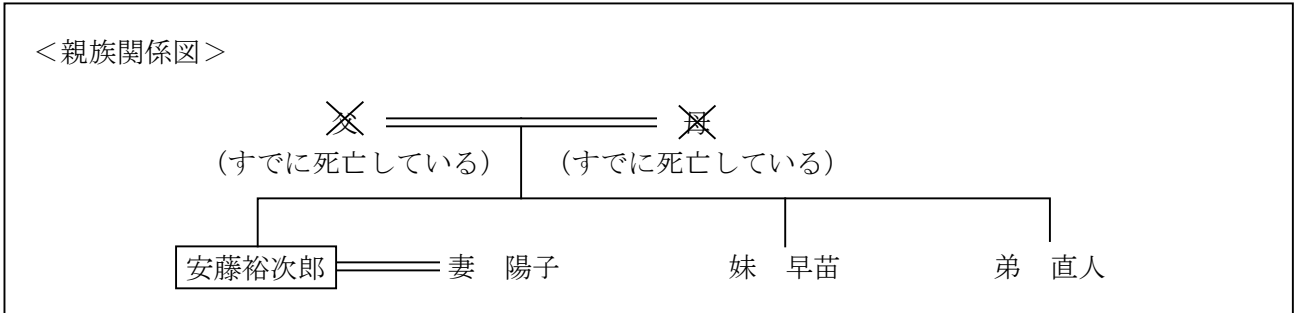 ＜親族関係図＞
父 母
（すでに死亡している） （すでに死亡している）
安藤裕次郎 妻　陽子 妹　早苗 弟　直人